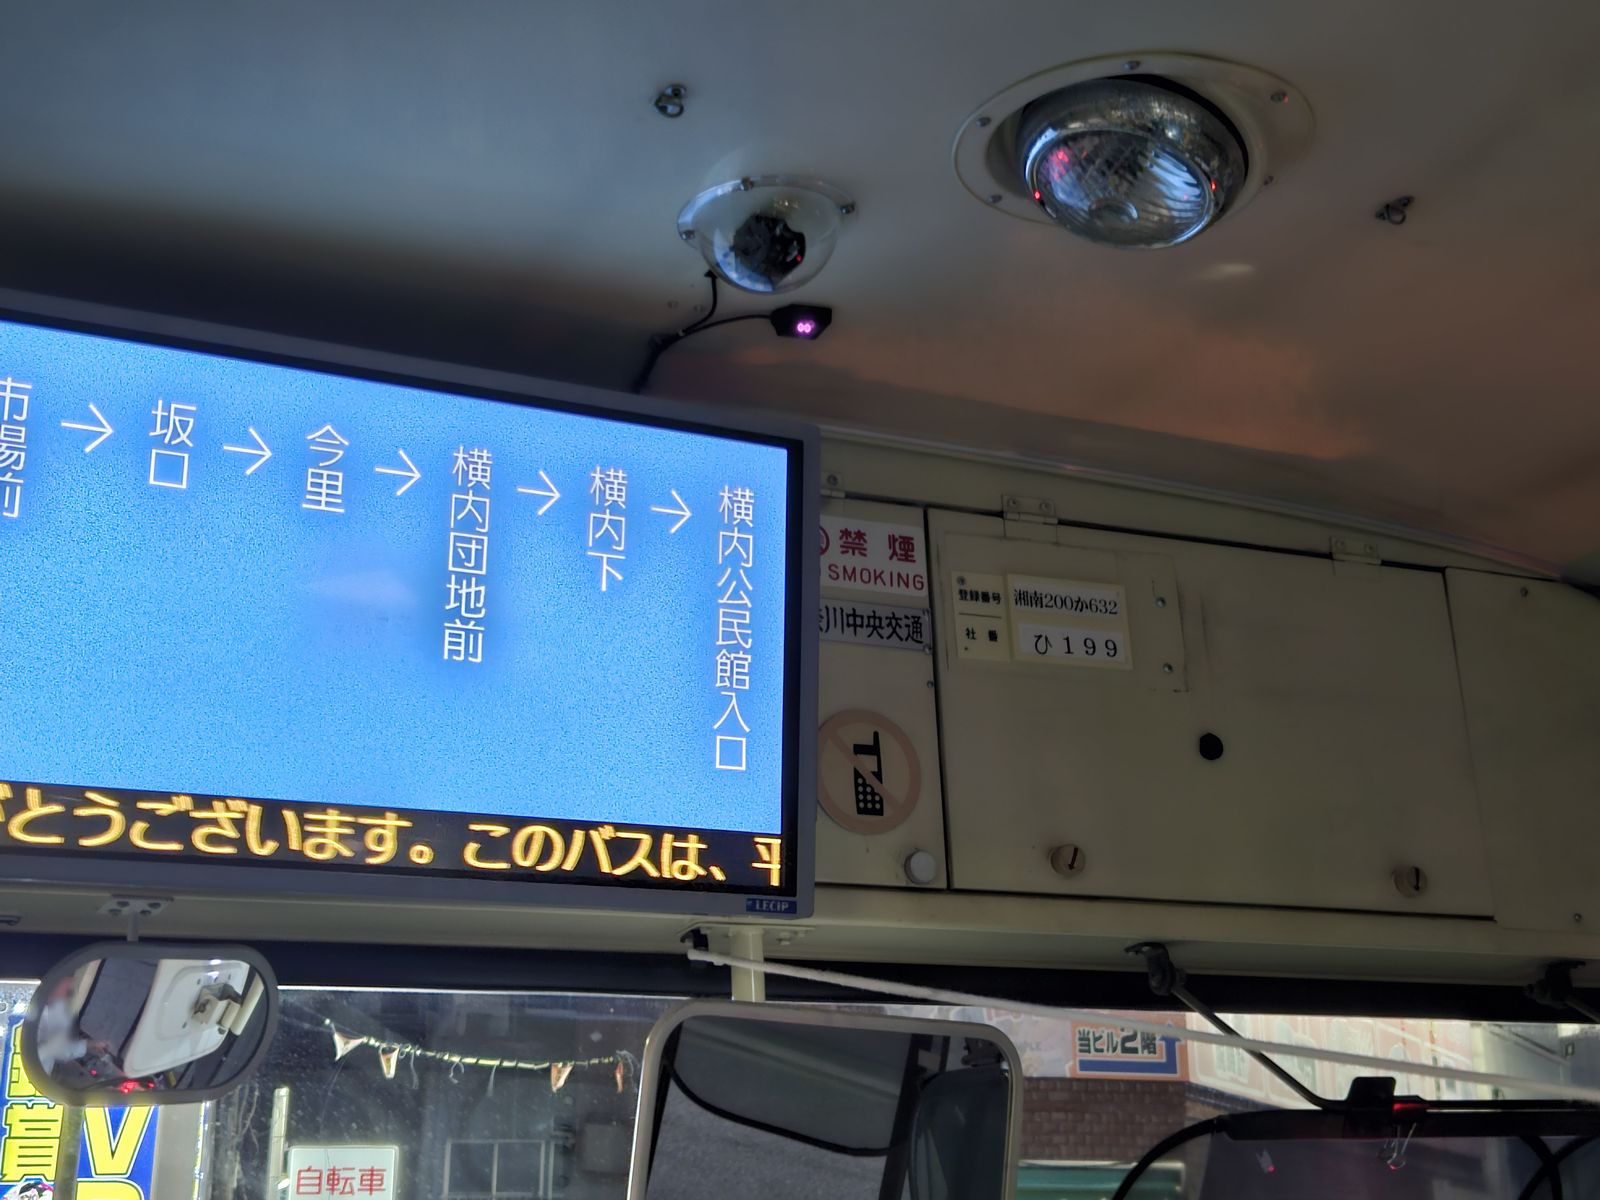 市場前→坂口→今里→横内団地前→横内下→横内公民館入口
がとうございます。このバスは、平
LECIP
禁煙
SMOKING
川中央交通
登録番号 湘南200か632
社番 ひ199
当ビル2階
自転車
V